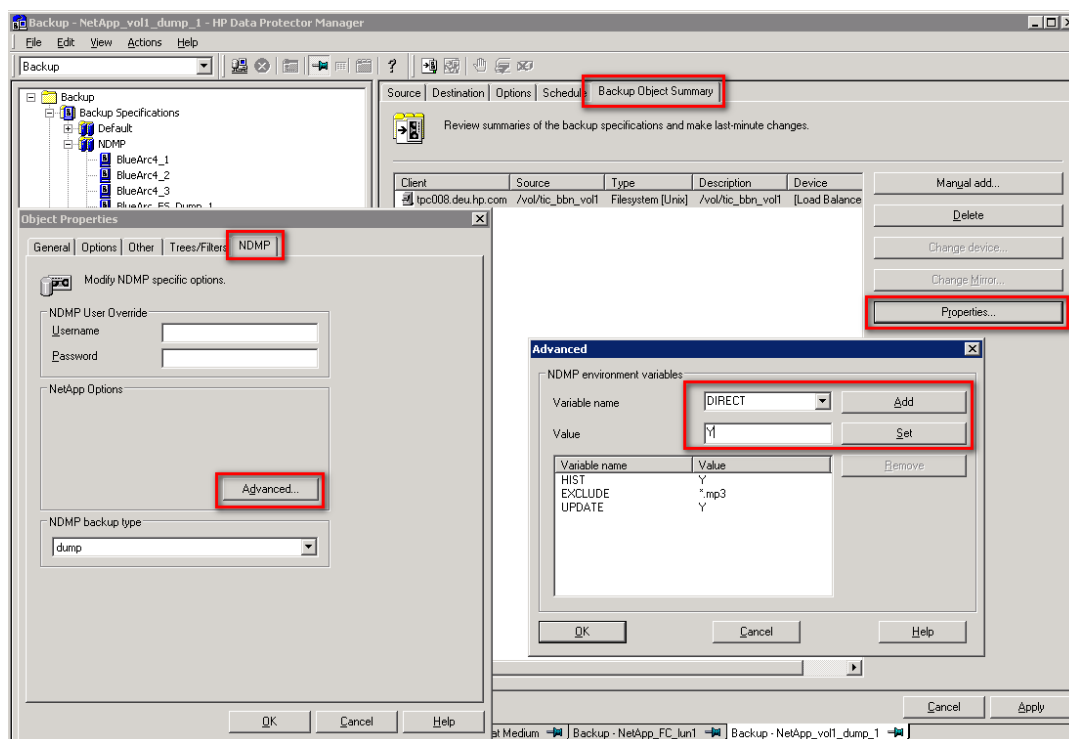 Backup - NetApp_vol1_dump_1 - HP Data Protector Manager
File Edit View Actions Help
Backup
Backup
Backup Specifications
Default
NDMP
BlueArc4_1
BlueArc4_2
BlueArc4_3
BlueArc_FS_Dump_1
Source Destination Options Schedule Backup Object Summary
Review summaries of the backup specifications and make last-minute changes.
Client Source Type Description Device
tpc008.deu.hp.com /vol/tic_bbn_vol1 Filesystem [Unix] /vol/tic_bbn_vol1 [Load Balance
Manual add...
Delete
Change device...
Change Mirror...
Properties...
Object Properties
General Options Other Trees/Filters NDMP
Modify NDMP specific options.
NDMP User Override
Username
Password
NetApp Options
Advanced...
NDMP backup type
dump
OK Cancel Help
Advanced
NDMP environment variables
Variable name DIRECT Add
Value Y Set
Variable name Value Remove
HIST Y
EXCLUDE *.mp3
UPDATE Y
OK Cancel Help
Cancel Apply
at Medium Backup - NetApp_FC_lun1 Backup - NetApp_vol1_dump_1